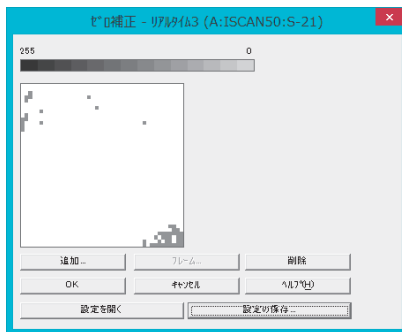 ｾﾞﾛ補正 - ﾘｱﾙﾀｲﾑ3 (A:ISCAN50:S-21)
255 0
追加... ﾌﾚｰﾑ... 削除
OK ｷｬﾝｾﾙ ﾍﾙﾌﾟ(H)
設定を開く 設定の保存...